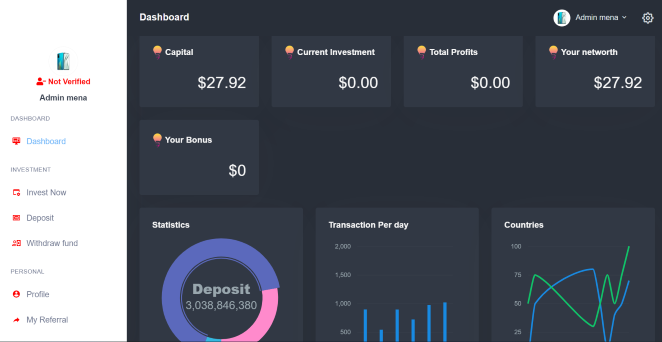 Not Verified
Admin mena
DASHBOARD
Dashboard
INVESTMENT
Invest Now
Deposit
Withdraw fund
PERSONAL
Profile
My Referral
Dashboard
Admin mena
Capital
$27.92
Current Investment
$0.00
Total Profits
$0.00
Your networth
$27.92
Your Bonus
$0
Statistics
Deposit
3,038,846,380
Transaction Per day
2,000
1,500
1,000
500
Countries
100
75
50
25